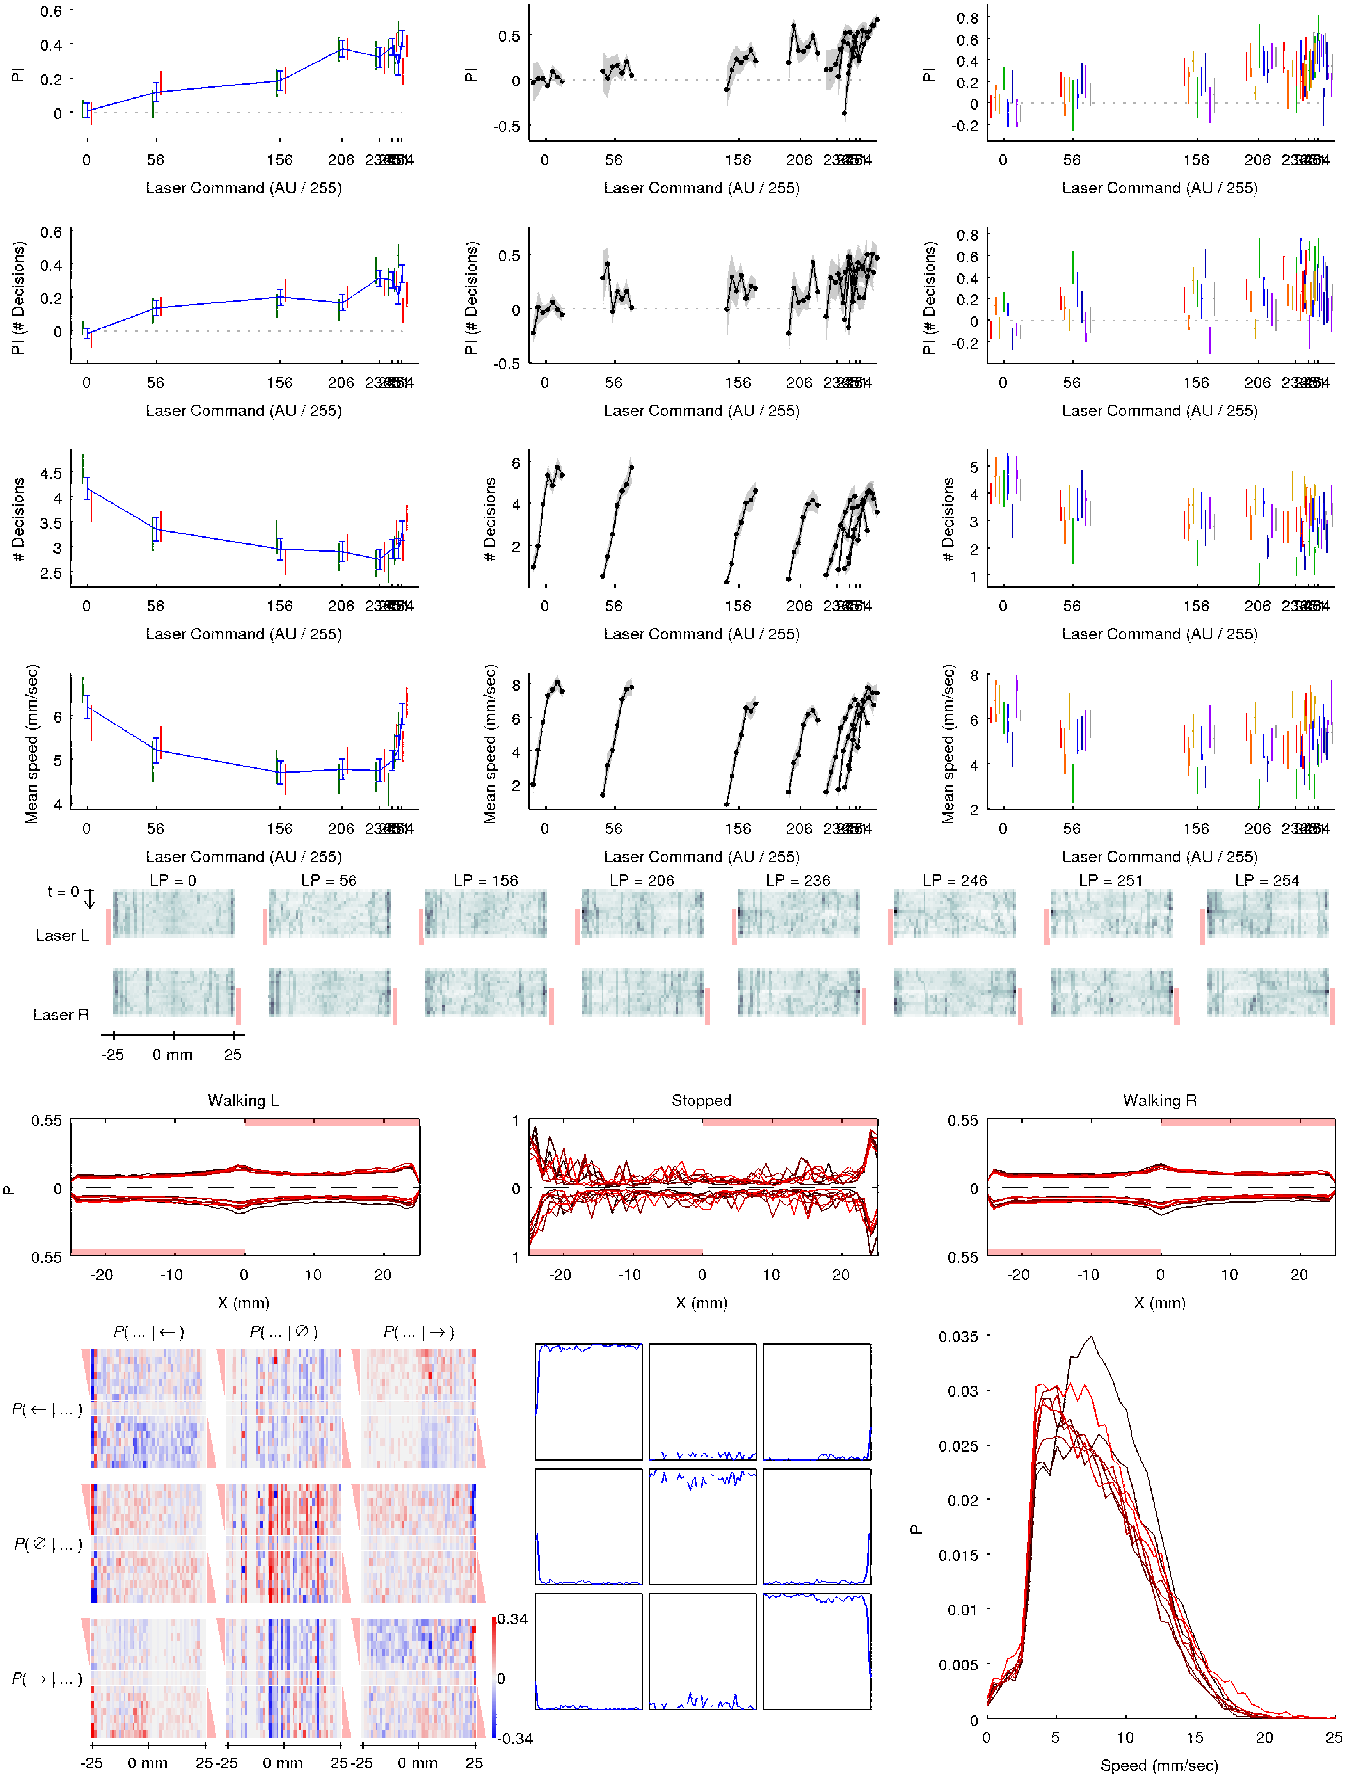 0.6 0.4 0.2 0
PI
0 56 156 206
Laser Command (AU / 255)
0.5 0 -0.5
PI
0 56 156 206
Laser Command (AU / 255)
0.8 0.6 0.4 0.2 0 -0.2
PI
0 56 156 206
Laser Command (AU / 255)
0.6 0.4 0.2 0
PI (# Decisions)
0 56 156 206
Laser Command (AU / 255)
0.5 0 -0.5
PI (# Decisions)
0 56 156 206
Laser Command (AU / 255)
0.8 0.6 0.4 0.2 0 -0.2
PI (# Decisions)
0 56 156 206
Laser Command (AU / 255)
4.5 4 3.5 3 2.5
# Decisions
0 56 156 206
Laser Command (AU / 255)
6 4 2
# Decisions
0 56 156 206
Laser Command (AU / 255)
5 4 3 2 1
# Decisions
0 56 156 206
Laser Command (AU / 255)
6 5 4
Mean speed (mm/sec)
0 56 156 206
Laser Command (AU / 255)
8 6 4 2
Mean speed (mm/sec)
0 56 156 206
Laser Command (AU / 255)
8 6 4 2
Mean speed (mm/sec)
0 56 156 206
Laser Command (AU / 255)
LP = 0 LP = 56 LP = 156 LP = 206 LP = 236 LP = 246 LP = 251 LP = 254
t = 0
Laser L
Laser R
-25 0 mm 25
Walking L
0.55 0 0.55
P
-20 -10 0 10 20
X (mm)
Stopped
1 0 1
-20 -10 0 10 20
X (mm)
Walking R
0.55 0 0.55
-20 -10 0 10 20
X (mm)
P( ... | ←) P( ... | ∅) P( ... | →)
P(← | ... )
P(∅ | ... )
P(→ | ... )
0.34
0
-0.34
-25 0 mm 25 -25 0 mm 25 -25 0 mm 25
0.035
0.03
0.025
0.02
0.015
0.01
0.005
0
P
0 5 10 15 20 25
Speed (mm/sec)